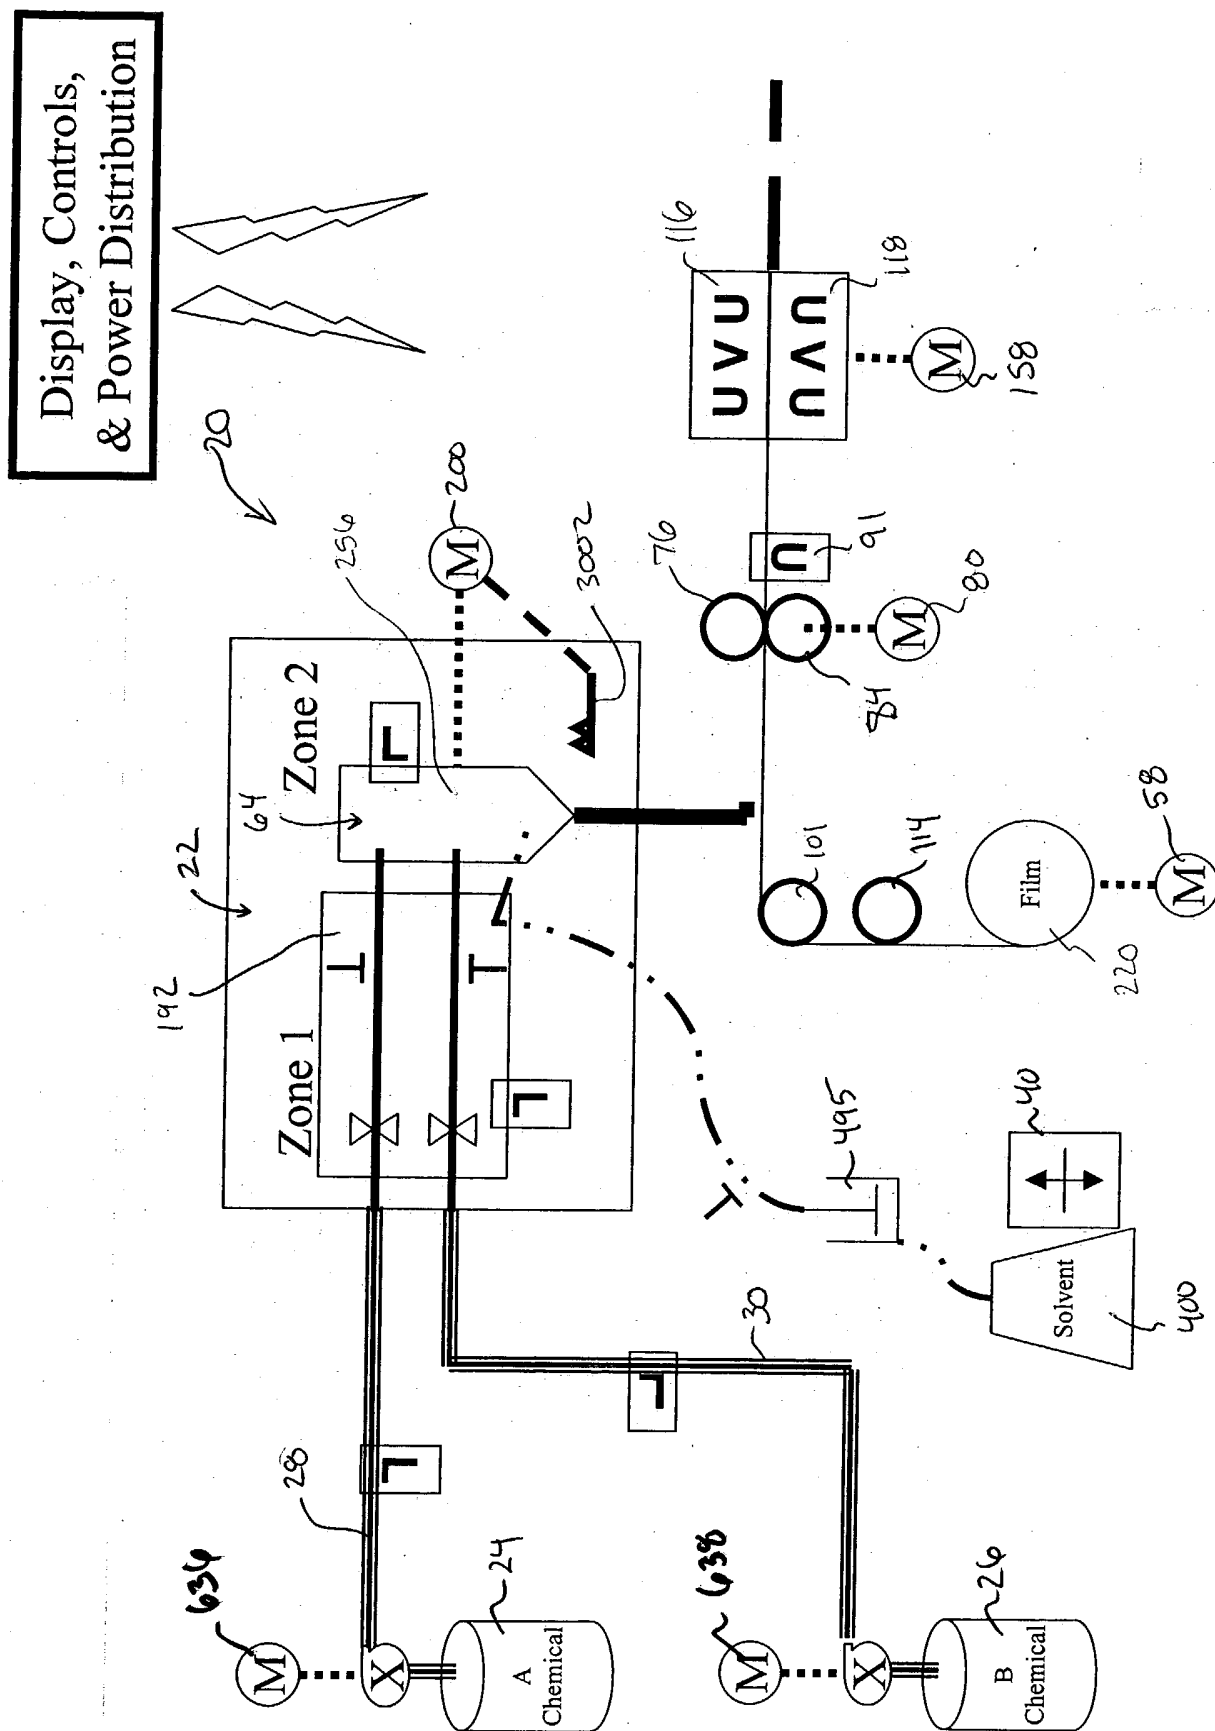 Display, Controls,
& Power Distribution
20
22
Zone 1
Zone 2
192
64
256
M
200
3002
L
T
T
L
28
L
30
L
T
634
M
X
24
A
Chemical
638
M
X
26
B
Chemical
495
40
Solvent
400
101
114
Film
220
M
58
76
84
M
80
U
91
U V U
116
U V U
118
M
158